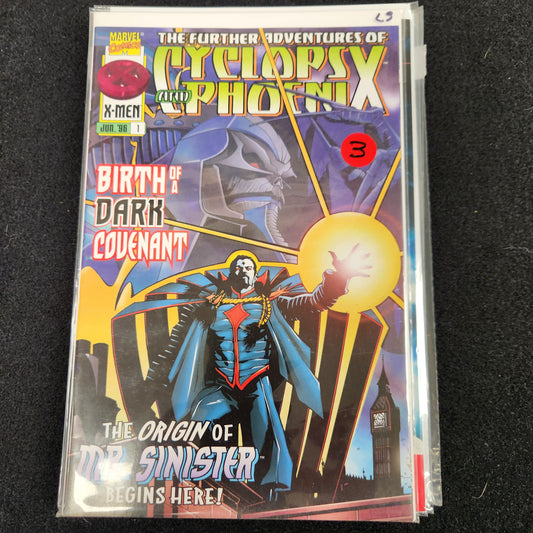 L9
MARVEL
COMICS
X-MEN
JUN. '96 1
THE FURTHER ADVENTURES OF
CYCLOPS
AND PHOENIX
3
BIRTH OF
A
DARK
COVENANT
THE ORIGIN OF
MR. SINISTER
BEGINS HERE!